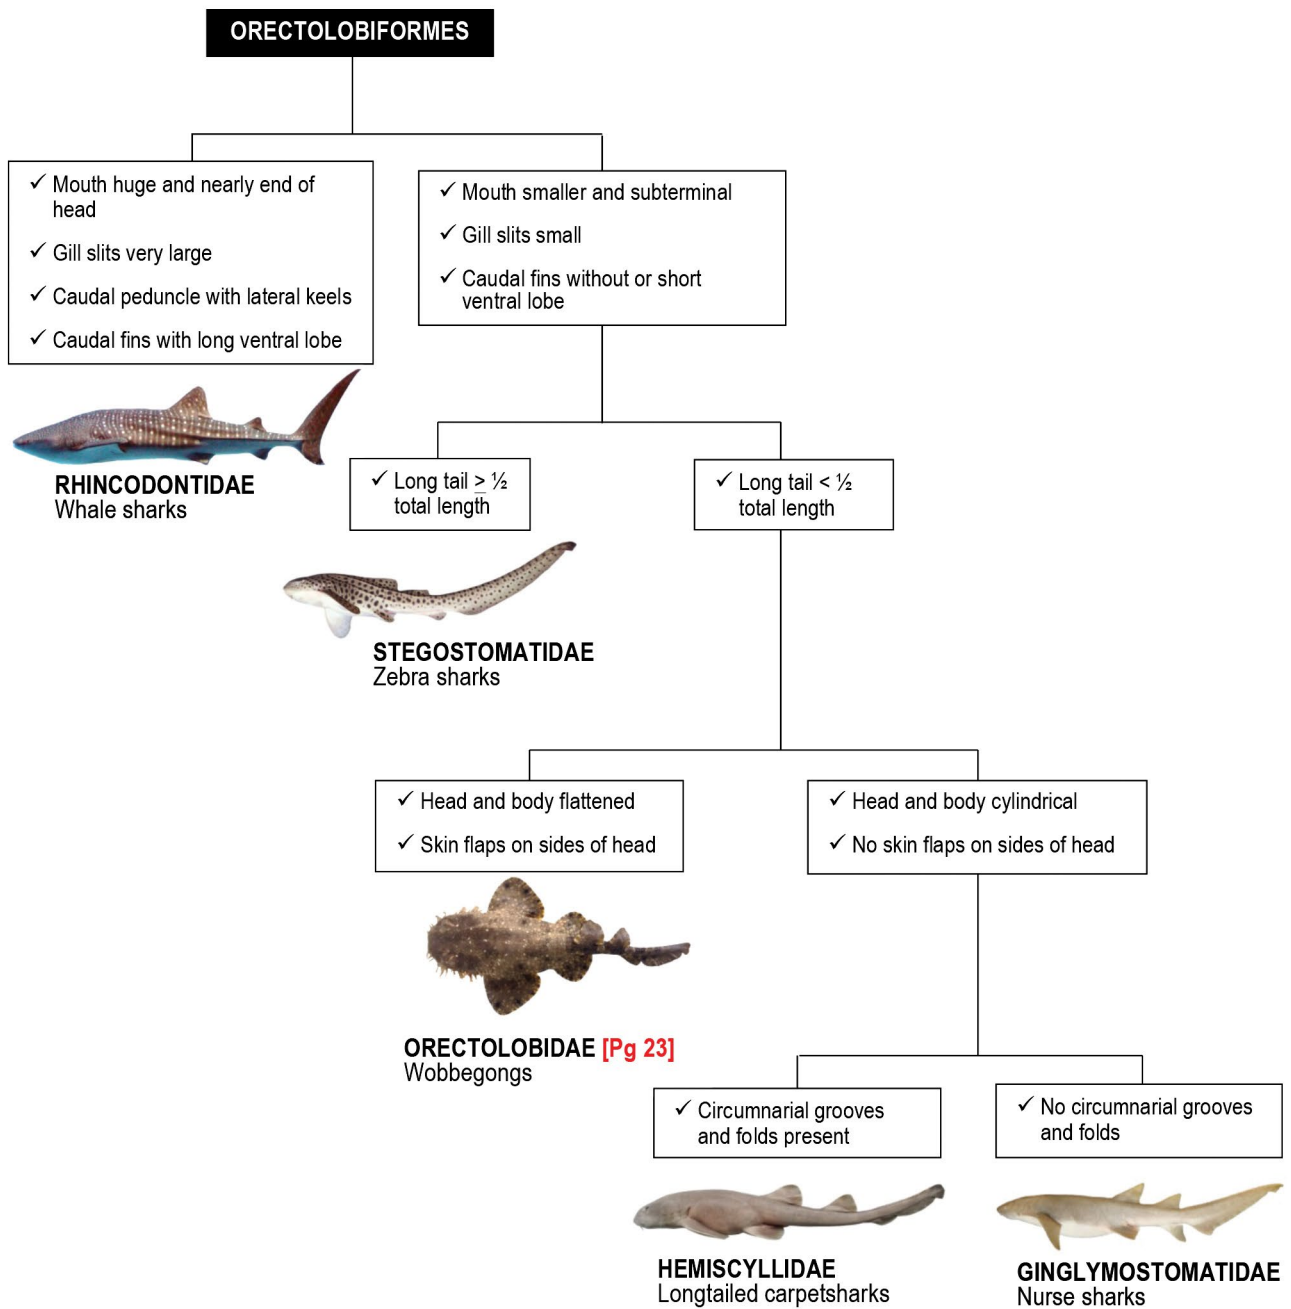 ORECTOLOBIFORMES
✓ Mouth huge and nearly end of
head
✓ Gill slits very large
✓ Caudal peduncle with lateral keels
✓ Caudal fins with long ventral lobe
✓ Mouth smaller and subterminal
✓ Gill slits small
✓ Caudal fins without or short
ventral lobe
RHINCODONTIDAE
Whale sharks
✓ Long tail ≥ ½
total length
✓ Long tail < ½
total length
STEGOSTOMATIDAE
Zebra sharks
✓ Head and body flattened
✓ Skin flaps on sides of head
✓ Head and body cylindrical
✓ No skin flaps on sides of head
ORECTOLOBIDAE [Pg 23]
Wobbegongs
✓ Circumnarial grooves
and folds present
✓ No circumnarial grooves
and folds
HEMISCYLLIDAE
Longtailed carpetsharks
GINGLYMOSTOMATIDAE
Nurse sharks